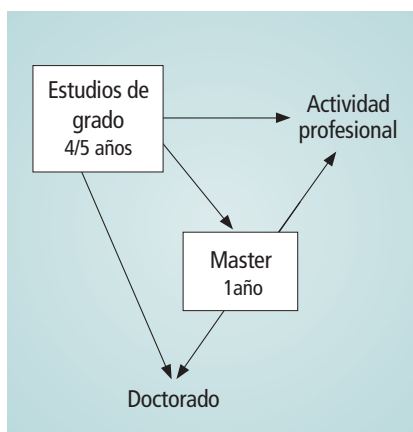 Estudios de
grado
4/5 años
Actividad
profesional
Master
1año
Doctorado